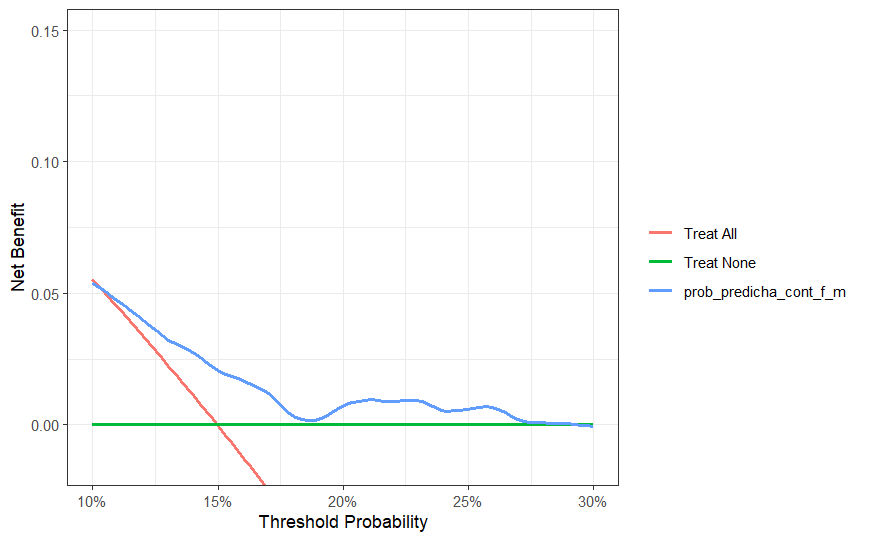 0.15
0.10
0.05
0.00
Net Benefit
10% 15% 20% 25% 30%
Threshold Probability
Treat All
Treat None
prob_predicha_cont_f_m